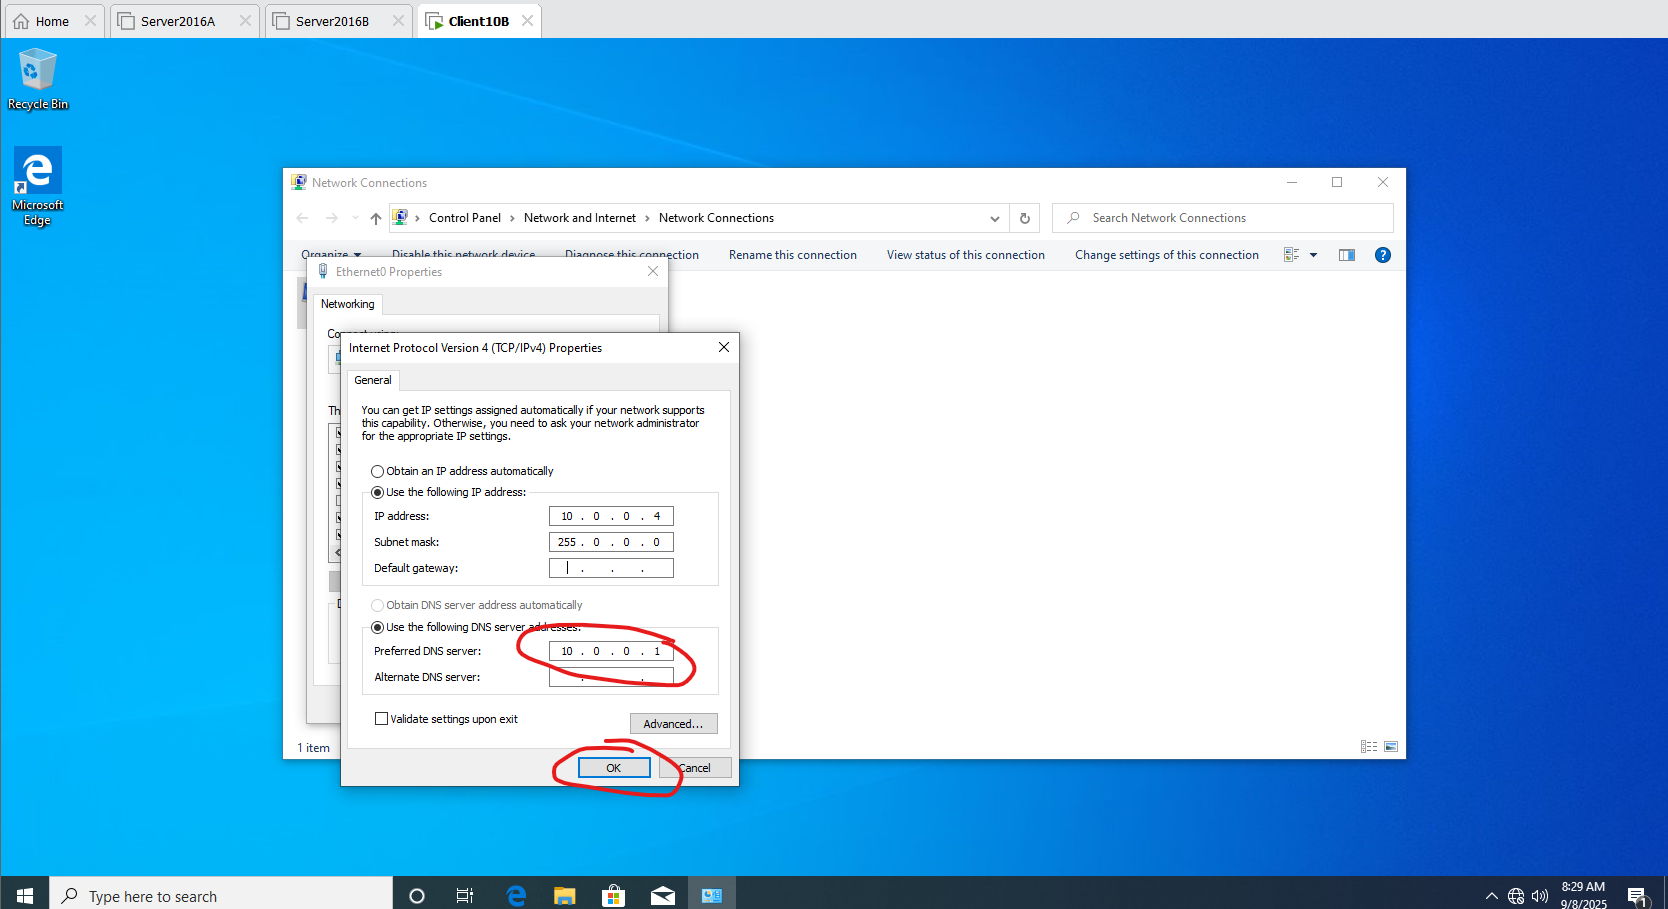 Home
Server2016A
Server2016B
Client10B
Recycle Bin
Microsoft
Edge
Network Connections
Control Panel > Network and Internet > Network Connections
Search Network Connections
Organize
Disable this network device
Diagnose this connection
Rename this connection
View status of this connection
Change settings of this connection
?
Ethernet0 Properties
Networking
Internet Protocol Version 4 (TCP/IPv4) Properties
General
You can get IP settings assigned automatically if your network supports
this capability. Otherwise, you need to ask your network administrator
for the appropriate IP settings.
Obtain an IP address automatically
Use the following IP address:
IP address: 10 . 0 . 0 . 4
Subnet mask: 255 . 0 . 0 . 0
Default gateway: . . .
Obtain DNS server address automatically
Use the following DNS server addresses:
Preferred DNS server: 10 . 0 . 0 . 1
Alternate DNS server: . . .
Validate settings upon exit
Advanced...
OK
Cancel
1 item
Type here to search
8:29 AM
9/8/2025
1